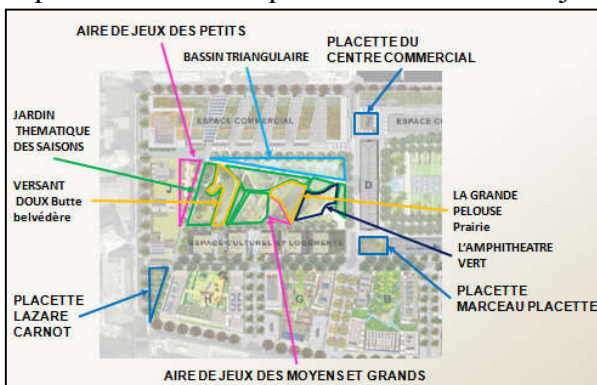 AIRE DE JEUX DES PETITS
BASSIN TRIANGULAIRE
PLACETTE DU
CENTRE COMMERCIAL
JARDIN
THEMATIQUE
DES SAISONS
VERSANT
DOUX Butte
belvédère
ESPACE COMMERCIAL
D
LA GRANDE
PELOUSE
Prairie
L'AMPHITHEATRE
VERT
ESPACE CULTUREL ET LOGEMENTS
PLACETTE
LAZARE
CARNOT
H
G
B
PLACETTE
MARCEAU PLACETTE
AIRE DE JEUX DES MOYENS ET GRANDS